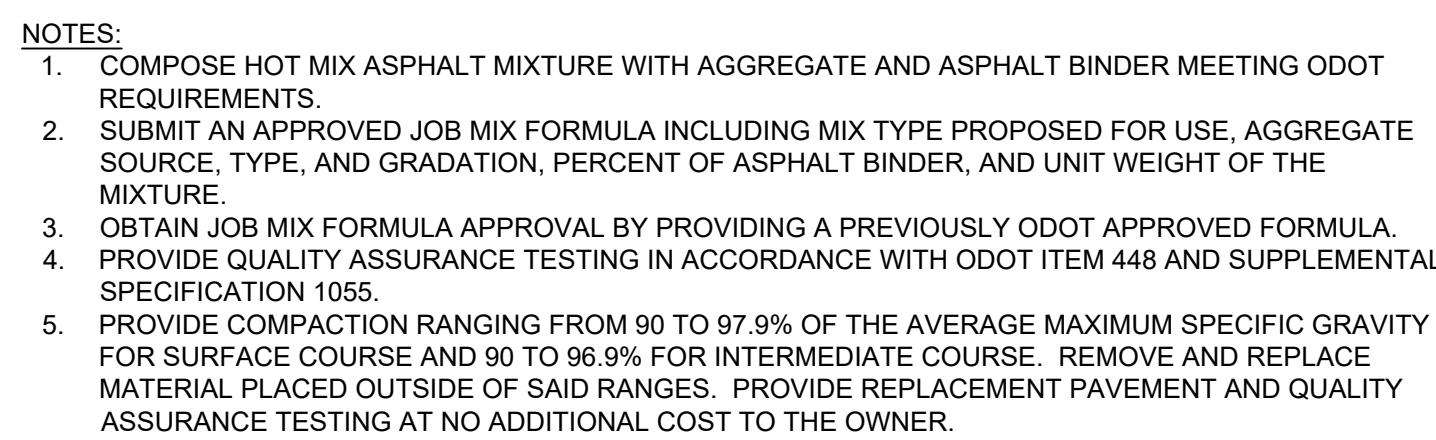 NOTES:
1. COMPOSE HOT MIX ASPHALT MIXTURE WITH AGGREGATE AND ASPHALT BINDER MEETING ODOT
REQUIREMENTS.
2. SUBMIT AN APPROVED JOB MIX FORMULA INCLUDING MIX TYPE PROPOSED FOR USE, AGGREGATE
SOURCE, TYPE, AND GRADATION, PERCENT OF ASPHALT BINDER, AND UNIT WEIGHT OF THE
MIXTURE.
3. OBTAIN JOB MIX FORMULA APPROVAL BY PROVIDING A PREVIOUSLY ODOT APPROVED FORMULA.
4. PROVIDE QUALITY ASSURANCE TESTING IN ACCORDANCE WITH ODOT ITEM 448 AND SUPPLEMENTAL
SPECIFICATION 1055.
5. PROVIDE COMPACTION RANGING FROM 90 TO 97.9% OF THE AVERAGE MAXIMUM SPECIFIC GRAVITY
FOR SURFACE COURSE AND 90 TO 96.9% FOR INTERMEDIATE COURSE. REMOVE AND REPLACE
MATERIAL PLACED OUTSIDE OF SAID RANGES. PROVIDE REPLACEMENT PAVEMENT AND QUALITY
ASSURANCE TESTING AT NO ADDITIONAL COST TO THE OWNER.